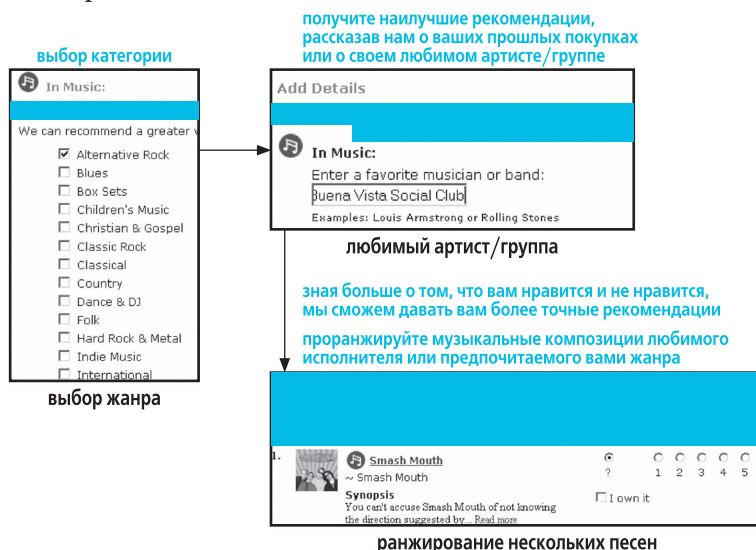 выбор категории
In Music:
We can recommend a greater
Alternative Rock
Blues
Box Sets
Children's Music
Christian & Gospel
Classic Rock
Classical
Country
Dance & DJ
Folk
Hard Rock & Metal
Indie Music
International
выбор жанра
получите наилучшие рекомендации,
рассказав нам о ваших прошлых покупках
или о своем любимом артисте/группе
Add Details
In Music:
Enter a favorite musician or band:
Buena Vista Social Club
Examples: Louis Armstrong or Rolling Stones
любимый артист/группа
зная больше о том, что вам нравится и не нравится,
мы сможем давать вам более точные рекомендации
проранжируйте музыкальные композиции любимого
исполнителя или предпочитаемого вами жанра
1.
Smash Mouth
~ Smash Mouth
? 1 2 3 4 5
Synopsis
You can't accuse Smash Mouth of not knowing
the direction suggested by... Read more
I own it
ранжирование нескольких песен